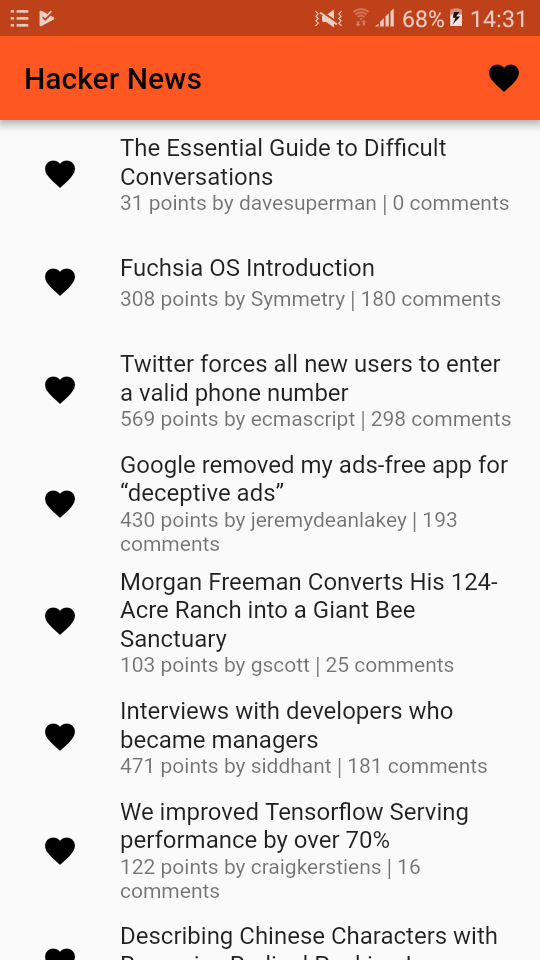 68% 14:31
Hacker News
The Essential Guide to Difficult
Conversations
31 points by davesuperman | 0 comments
Fuchsia OS Introduction
308 points by Symmetry | 180 comments
Twitter forces all new users to enter
a valid phone number
569 points by ecmascript | 298 comments
Google removed my ads-free app for
“deceptive ads”
430 points by jeremydeanlakey | 193
comments
Morgan Freeman Converts His 124-
Acre Ranch into a Giant Bee
Sanctuary
103 points by gscott | 25 comments
Interviews with developers who
became managers
471 points by siddhant | 181 comments
We improved Tensorflow Serving
performance by over 70%
122 points by craigkerstiens | 16
comments
Describing Chinese Characters with